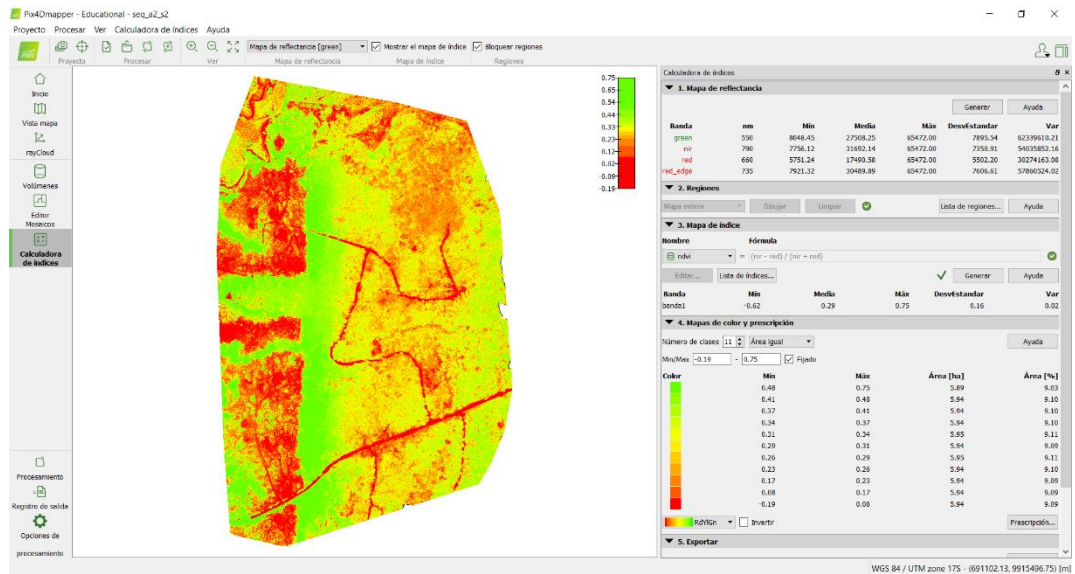 Pix4Dmapper - Educational - seq_a2_s2
Proyecto Procesar Ver Calculadora de índices Ayuda
Mapa de reflectancia [green] Mostrar el mapa de índice Bloquear regiones
Proyecto Procesar Ver Mapa de reflectancia Mapa de índice Regiones
Inicio
Vista mapa
rayCloud
Volúmenes
Editor
Mosaicos
Calculadora
de índices
Procesamiento
Registro de salida
Opciones de
procesamiento
0.75
0.65
0.54
0.44
0.33
0.23
0.12
0.02
-0.09
-0.19
Calculadora de índices
1. Mapa de reflectancia
Generar Ayuda
Banda nm Mín Media Máx DesvEstandar Var
green 550 8048.45 27508.25 65472.00 7895.54 62339610.21
nir 790 7756.12 31692.14 65472.00 7350.91 54035852.16
red 660 5751.24 17490.58 65472.00 5502.20 30274163.08
red_edge 735 7921.32 30489.89 65472.00 7606.61 57860524.02
2. Regiones
Mapa entero Dibujar Limpiar Lista de regiones... Ayuda
3. Mapa de índice
Nombre Fórmula
ndvi = (nir - red) / (nir + red)
Editar... Lista de índices... Generar Ayuda
Banda Mín Media Máx DesvEstandar Var
banda1 -0.62 0.29 0.75 0.16 0.02
4. Mapas de color y prescripción
Número de clases 11 Área igual Ayuda
Min/Max -0.19 - 0.75 Fijado
Color Mín Máx Área [ha] Área [%]
0.48 0.75 5.89 9.03
0.41 0.48 5.94 9.10
0.37 0.41 5.94 9.10
0.34 0.37 5.94 9.10
0.31 0.34 5.95 9.11
0.29 0.31 5.94 9.09
0.26 0.29 5.95 9.11
0.23 0.26 5.94 9.10
0.17 0.23 5.94 9.09
0.08 0.17 5.94 9.09
-0.19 0.08 5.94 9.09
RdYlGn Invertir Prescripción...
5. Exportar
WGS 84 / UTM zone 17S - (691102.13, 9915496.75) [m]